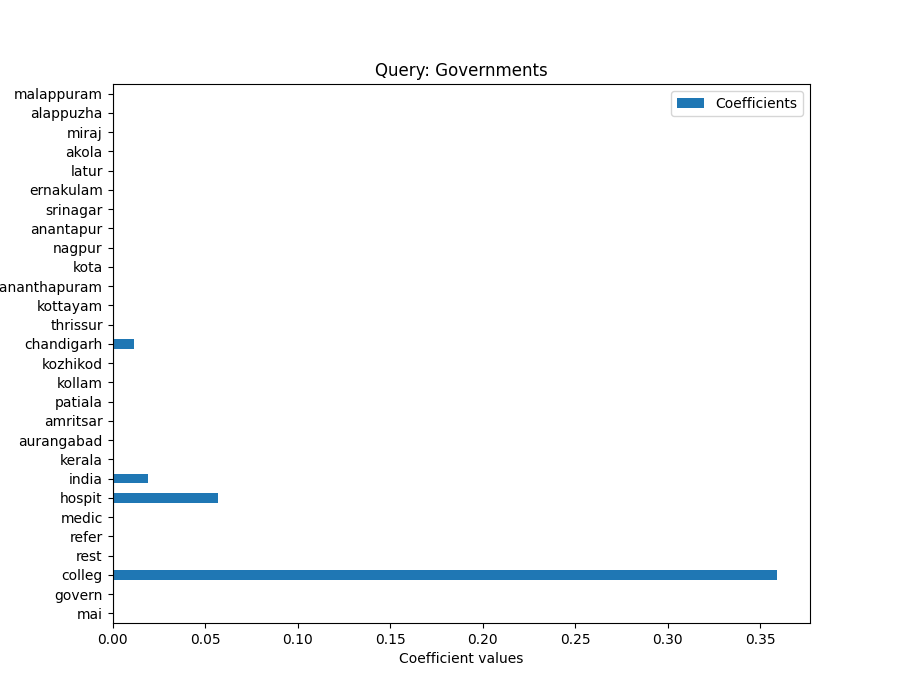 Query: Governments
Coefficients
malappuram
alappuzha
miraj
akola
latur
ernakulam
srinagar
anantapur
nagpur
kota
ananthapuram
kottayam
thrissur
chandigarh
kozhikod
kollam
patiala
amritsar
aurangabad
kerala
india
hospit
medic
refer
rest
colleg
govern
mai
0.00 0.05 0.10 0.15 0.20 0.25 0.30 0.35
Coefficient values